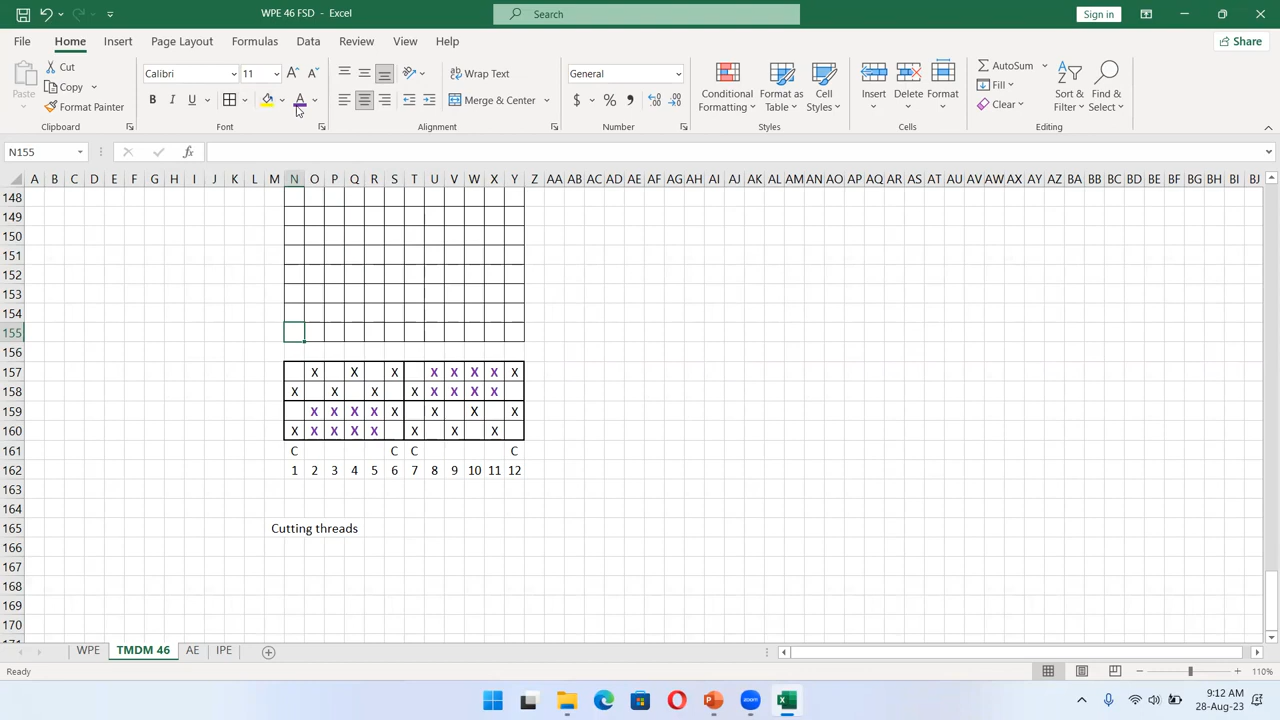 WPE 46 FSD - Excel
Search
Sign in
File Home Insert Page Layout Formulas Data Review View Help
Share
Paste
Cut
Copy
Format Painter
Clipboard
Calibri 11
B I U
Font
Wrap Text
Merge & Center
Alignment
General
$ % ,
Number
Conditional Formatting
Format as Table
Cell Styles
Styles
Insert Delete Format
Cells
AutoSum
Fill
Clear
Sort & Filter
Find & Select
Editing
N155 fx
A B C D E F G H I J K L M N O P Q R S T U V W X Y Z AA AB AC AD AE AF AG AH AI AJ AK AL AM AN AO AP AQ AR AS AT AU AV AW AX AY AZ BA BB BC BD BE BF BG BH BI BJ
148
149
150
151
152
153
154
155
156
157 X X X X X X X X
158 X X X X X X X X
159 X X X X X X X X
160 X X X X X X X X
161 C C C C
162 1 2 3 4 5 6 7 8 9 10 11 12
163
164
165 Cutting threads
166
167
168
169
170
171
WPE TMDM 46 AE IPE
Ready
110%
zoom
9:12 AM
28-Aug-23